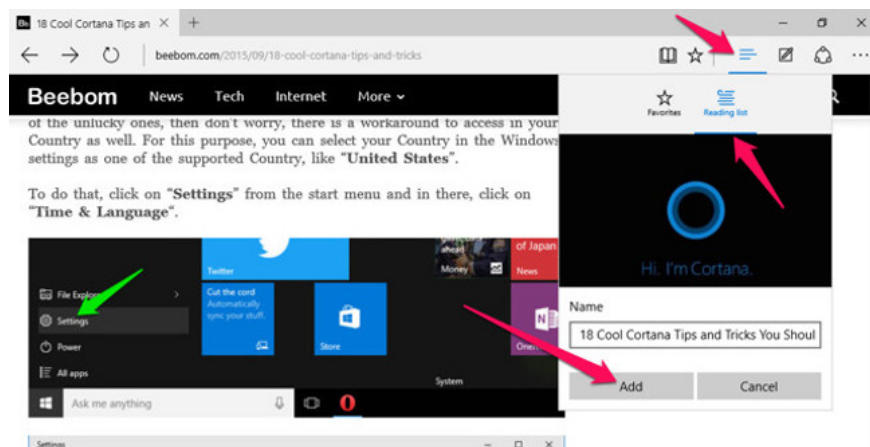 18 Cool Cortana Tips an
beebom.com/2015/09/18-cool-cortana-tips-and-tricks
Beebom News Tech Internet More
Favorites Reading list
of the unlucky ones, then don't worry, there is a workaround to access in your
Country as well. For this purpose, you can select your Country in the Windows
settings as one of the supported Country, like "United States".
To do that, click on "Settings" from the start menu and in there, click on
"Time & Language".
Hi. I'm Cortana.
Name
18 Cool Cortana Tips and Tricks You Shoul
Add Cancel
Twitter
ahead
Money
of Japan
News
File Explo
Settings
Power
All apps
Cut the cord
Automatically
sync your stuff.
Store
N
One
System
Ask me anything
Settings